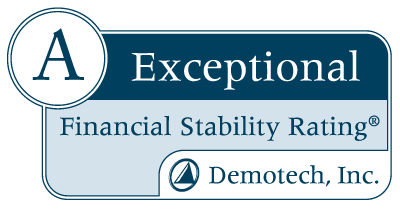 A
Exceptional
Financial Stability Rating®
Demotech, Inc.